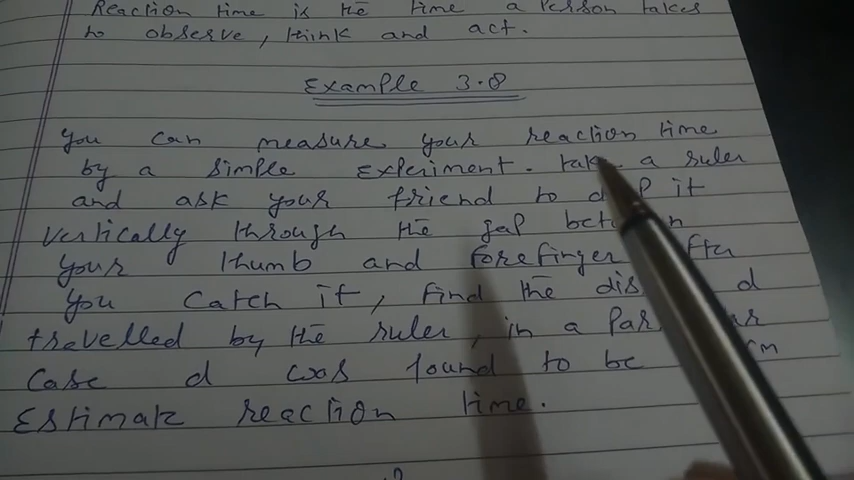 Reaction time is the time a Person takes
to observe, think and act.
Example 3.8
You can measure your reaction time
by a simple experiment. take a ruler
and ask your friend to it
vertically through the gap
your thumb and forefinger
you catch it, find the d
travelled by the ruler, in a
Case d was found to be cm
Estimate reaction time.